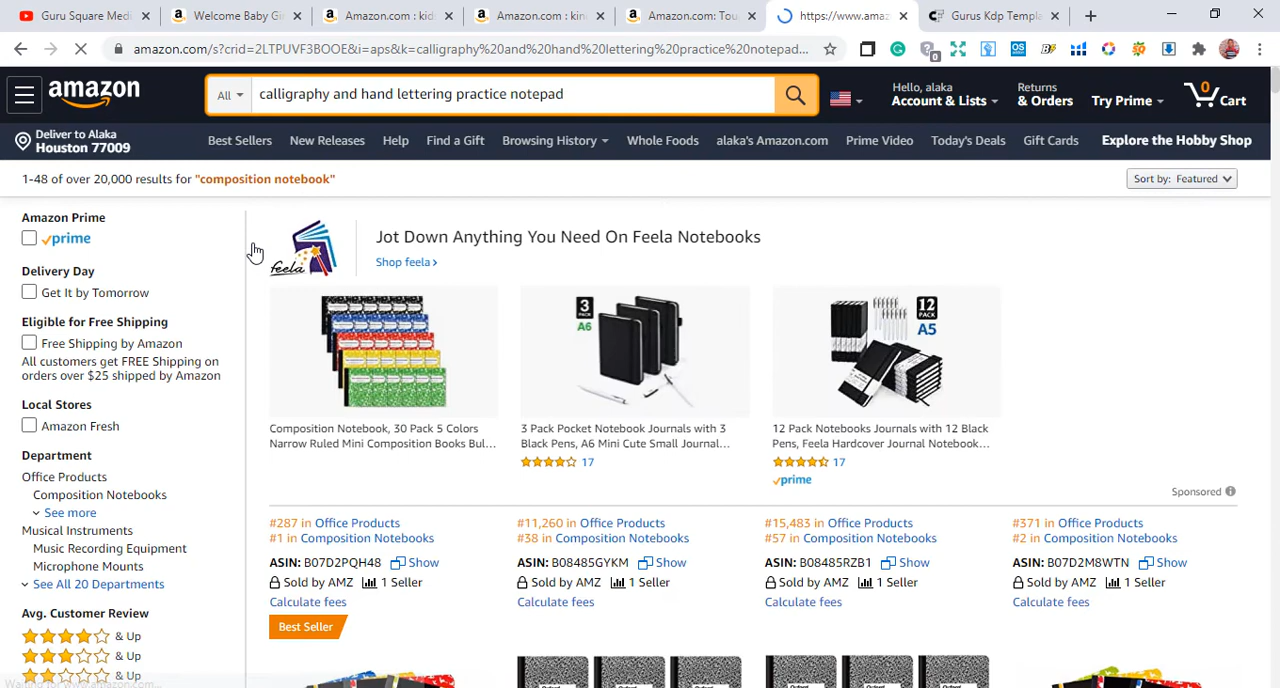 Guru Square Medi
Welcome Baby Gi
Amazon.com : kid
Amazon.com : kin
Amazon.com: Tou
https://www.amaz
Gurus Kdp Templa
amazon.com/s?crid=2LTPUVF3BOOE&i=aps&k=calligraphy%20and%20hand%20lettering%20practice%20notepad...
amazon
All
calligraphy and hand lettering practice notepad
Hello, alaka
Account & Lists
Returns
& Orders
Try Prime
0
Cart
Deliver to Alaka
Houston 77009
Best Sellers
New Releases
Help
Find a Gift
Browsing History
Whole Foods
alaka's Amazon.com
Prime Video
Today's Deals
Gift Cards
Explore the Hobby Shop
1-48 of over 20,000 results for "composition notebook"
Sort by: Featured
Amazon Prime
prime
Delivery Day
Get It by Tomorrow
Eligible for Free Shipping
Free Shipping by Amazon
All customers get FREE Shipping on
orders over $25 shipped by Amazon
Local Stores
Amazon Fresh
Department
Office Products
Composition Notebooks
See more
Musical Instruments
Music Recording Equipment
Microphone Mounts
See All 20 Departments
Avg. Customer Review
& Up
& Up
& Up
Waiting for www.amazon.com...
feela
Jot Down Anything You Need On Feela Notebooks
Shop feela
3
PACK
A6
12
PACK
A5
Composition Notebook, 30 Pack 5 Colors
Narrow Ruled Mini Composition Books Bul...
3 Pack Pocket Notebook Journals with 3
Black Pens, A6 Mini Cute Small Journal...
17
12 Pack Notebooks Journals with 12 Black
Pens, Feela Hardcover Journal Notebook...
17
prime
Sponsored
#287 in Office Products
#1 in Composition Notebooks
ASIN: B07D2PQH48 Show
Sold by AMZ 1 Seller
Calculate fees
Best Seller
#11,260 in Office Products
#38 in Composition Notebooks
ASIN: B08485GYKM Show
Sold by AMZ 1 Seller
Calculate fees
#15,483 in Office Products
#57 in Composition Notebooks
ASIN: B08485RZB1 Show
Sold by AMZ 1 Seller
Calculate fees
#371 in Office Products
#2 in Composition Notebooks
ASIN: B07D2M8WTN Show
Sold by AMZ 1 Seller
Calculate fees